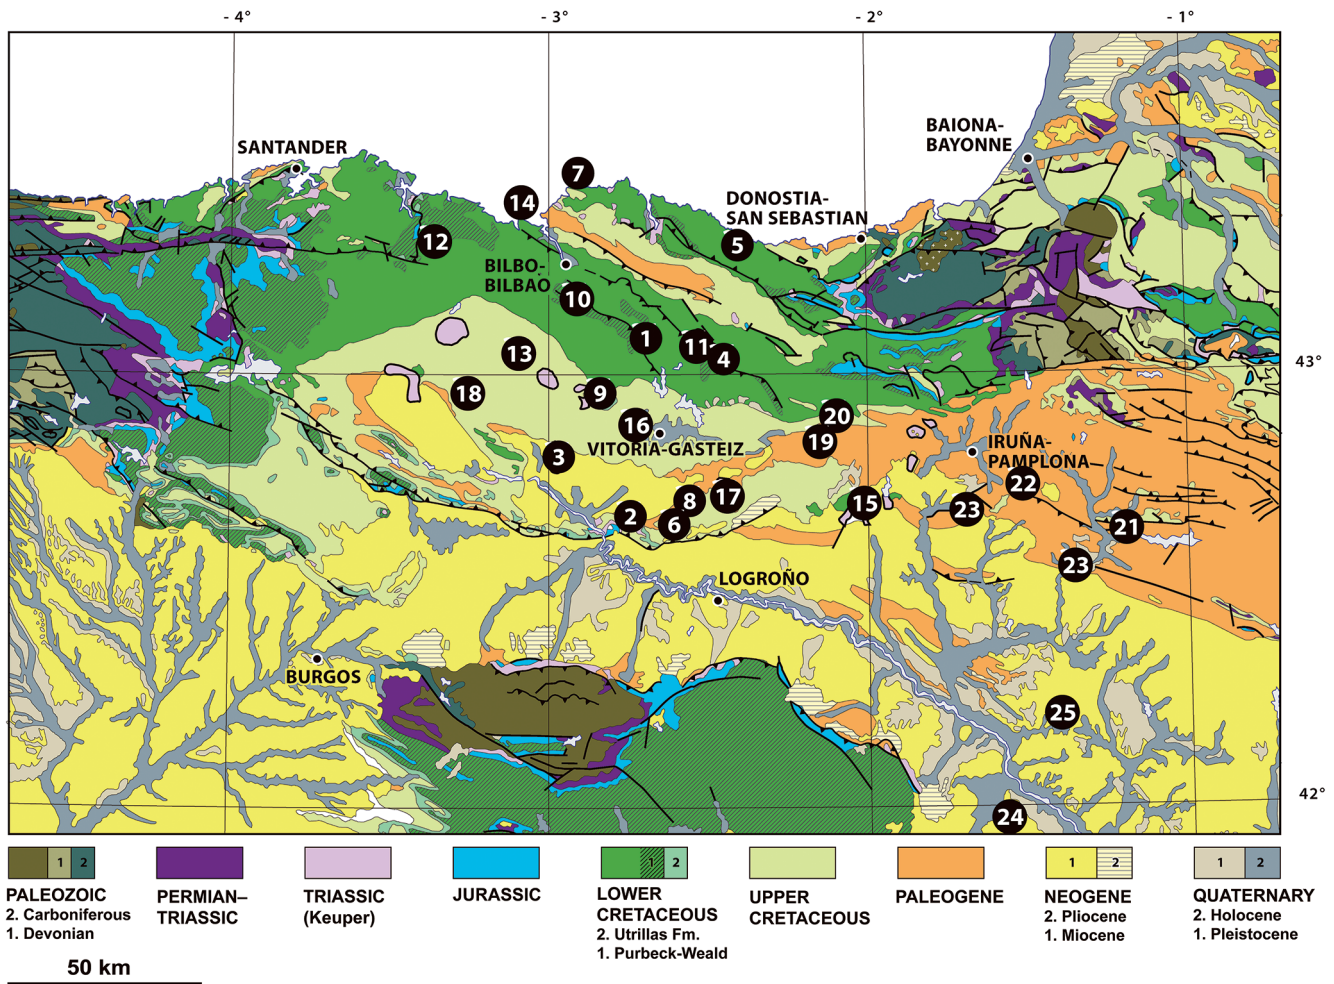 - 4°
- 3°
- 2°
- 1°
SANTANDER
BAIONA-
BAYONNE
7
14
DONOSTIA-
SAN SEBASTIAN
12
5
BILBO-
BILBAO
10
1
11
4
13
43°
18
9
20
16
19
VITORIA-GASTEIZ
IRUÑA-
PAMPLONA
3
22
17
8
15
23
2
6
21
23
LOGROÑO
BURGOS
25
42°
24
1
2
1
2
1
2
1
2
PALEOZOIC
2. Carboniferous
1. Devonian
PERMIAN–
TRIASSIC
TRIASSIC
(Keuper)
JURASSIC
LOWER
CRETACEOUS
2. Utrillas Fm.
1. Purbeck-Weald
UPPER
CRETACEOUS
PALEOGENE
NEOGENE
2. Pliocene
1. Miocene
QUATERNARY
2. Holocene
1. Pleistocene
50 km